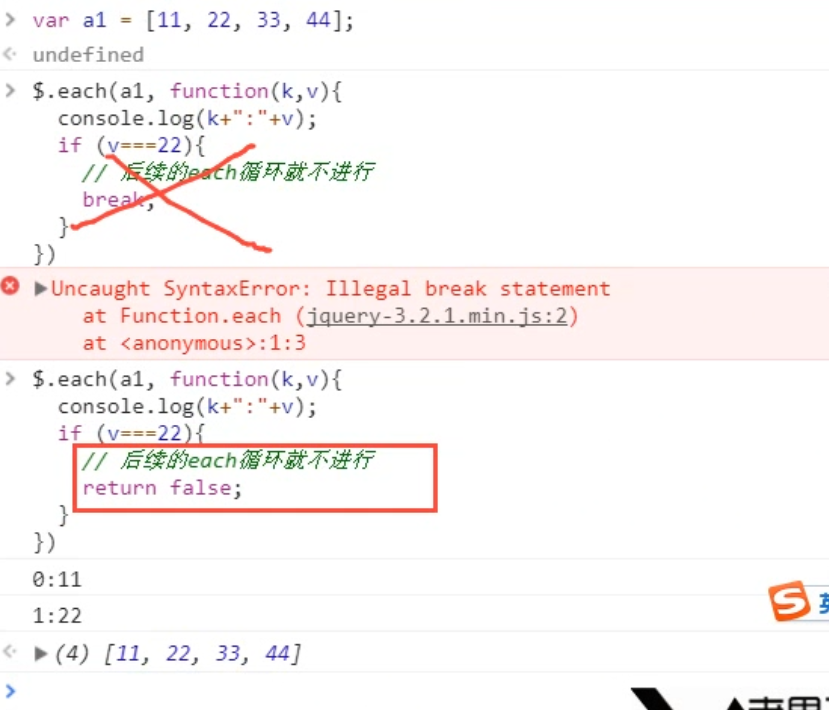 var a1 = [11, 22, 33, 44];
undefined
$.each(a1, function(k,v){
console.log(k+":"+v);
if (v===22){
// 后续的each循环就不进行
break;
}
})
Uncaught SyntaxError: Illegal break statement
at Function.each (jquery-3.2.1.min.js:2)
at <anonymous>:1:3
$.each(a1, function(k,v){
console.log(k+":"+v);
if (v===22){
// 后续的each循环就不进行
return false;
}
})
0:11
1:22
(4) [11, 22, 33, 44]
S 英